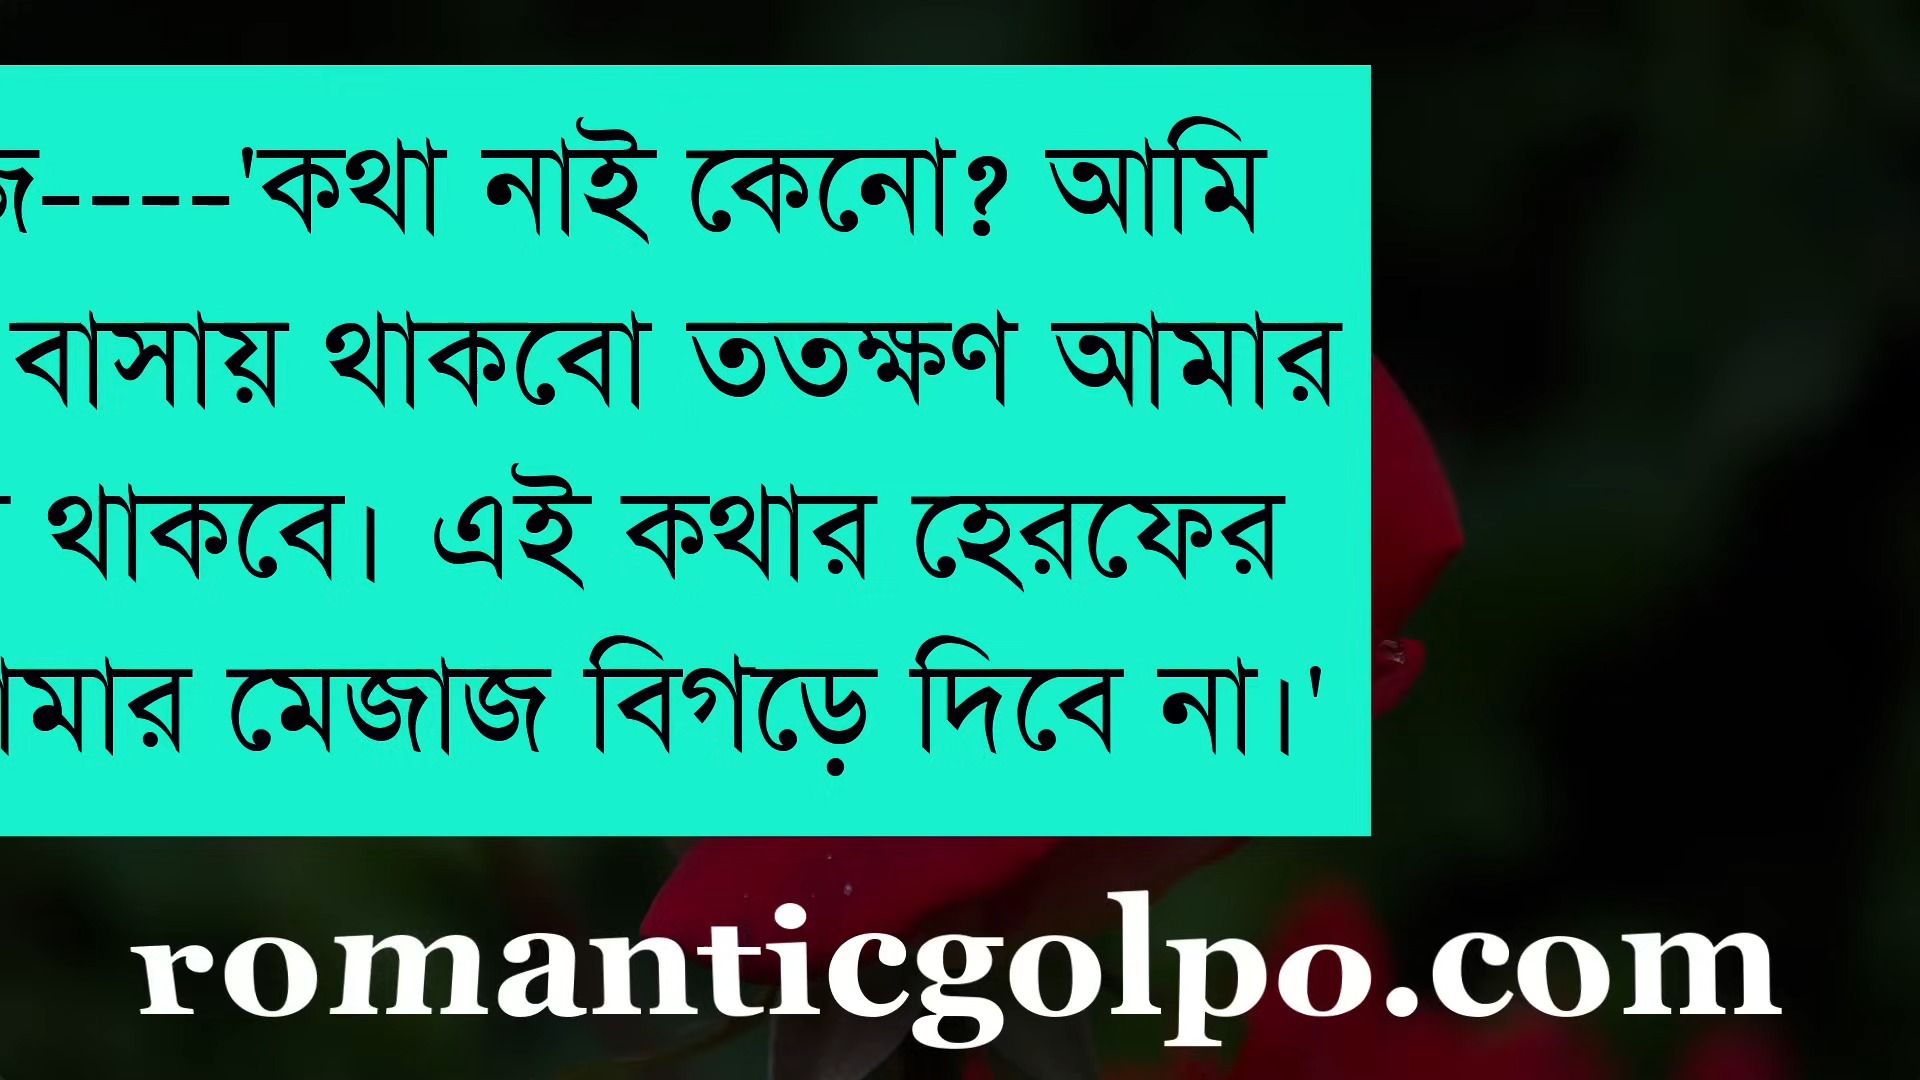 জ----'কথা নাই কেনো? আমি
বাসায় থাকবো ততক্ষণ আমার
থাকবে। এই কথার হেরফের
মেজাজ বিগড়ে দিবে না।'
romanticgolpo.com